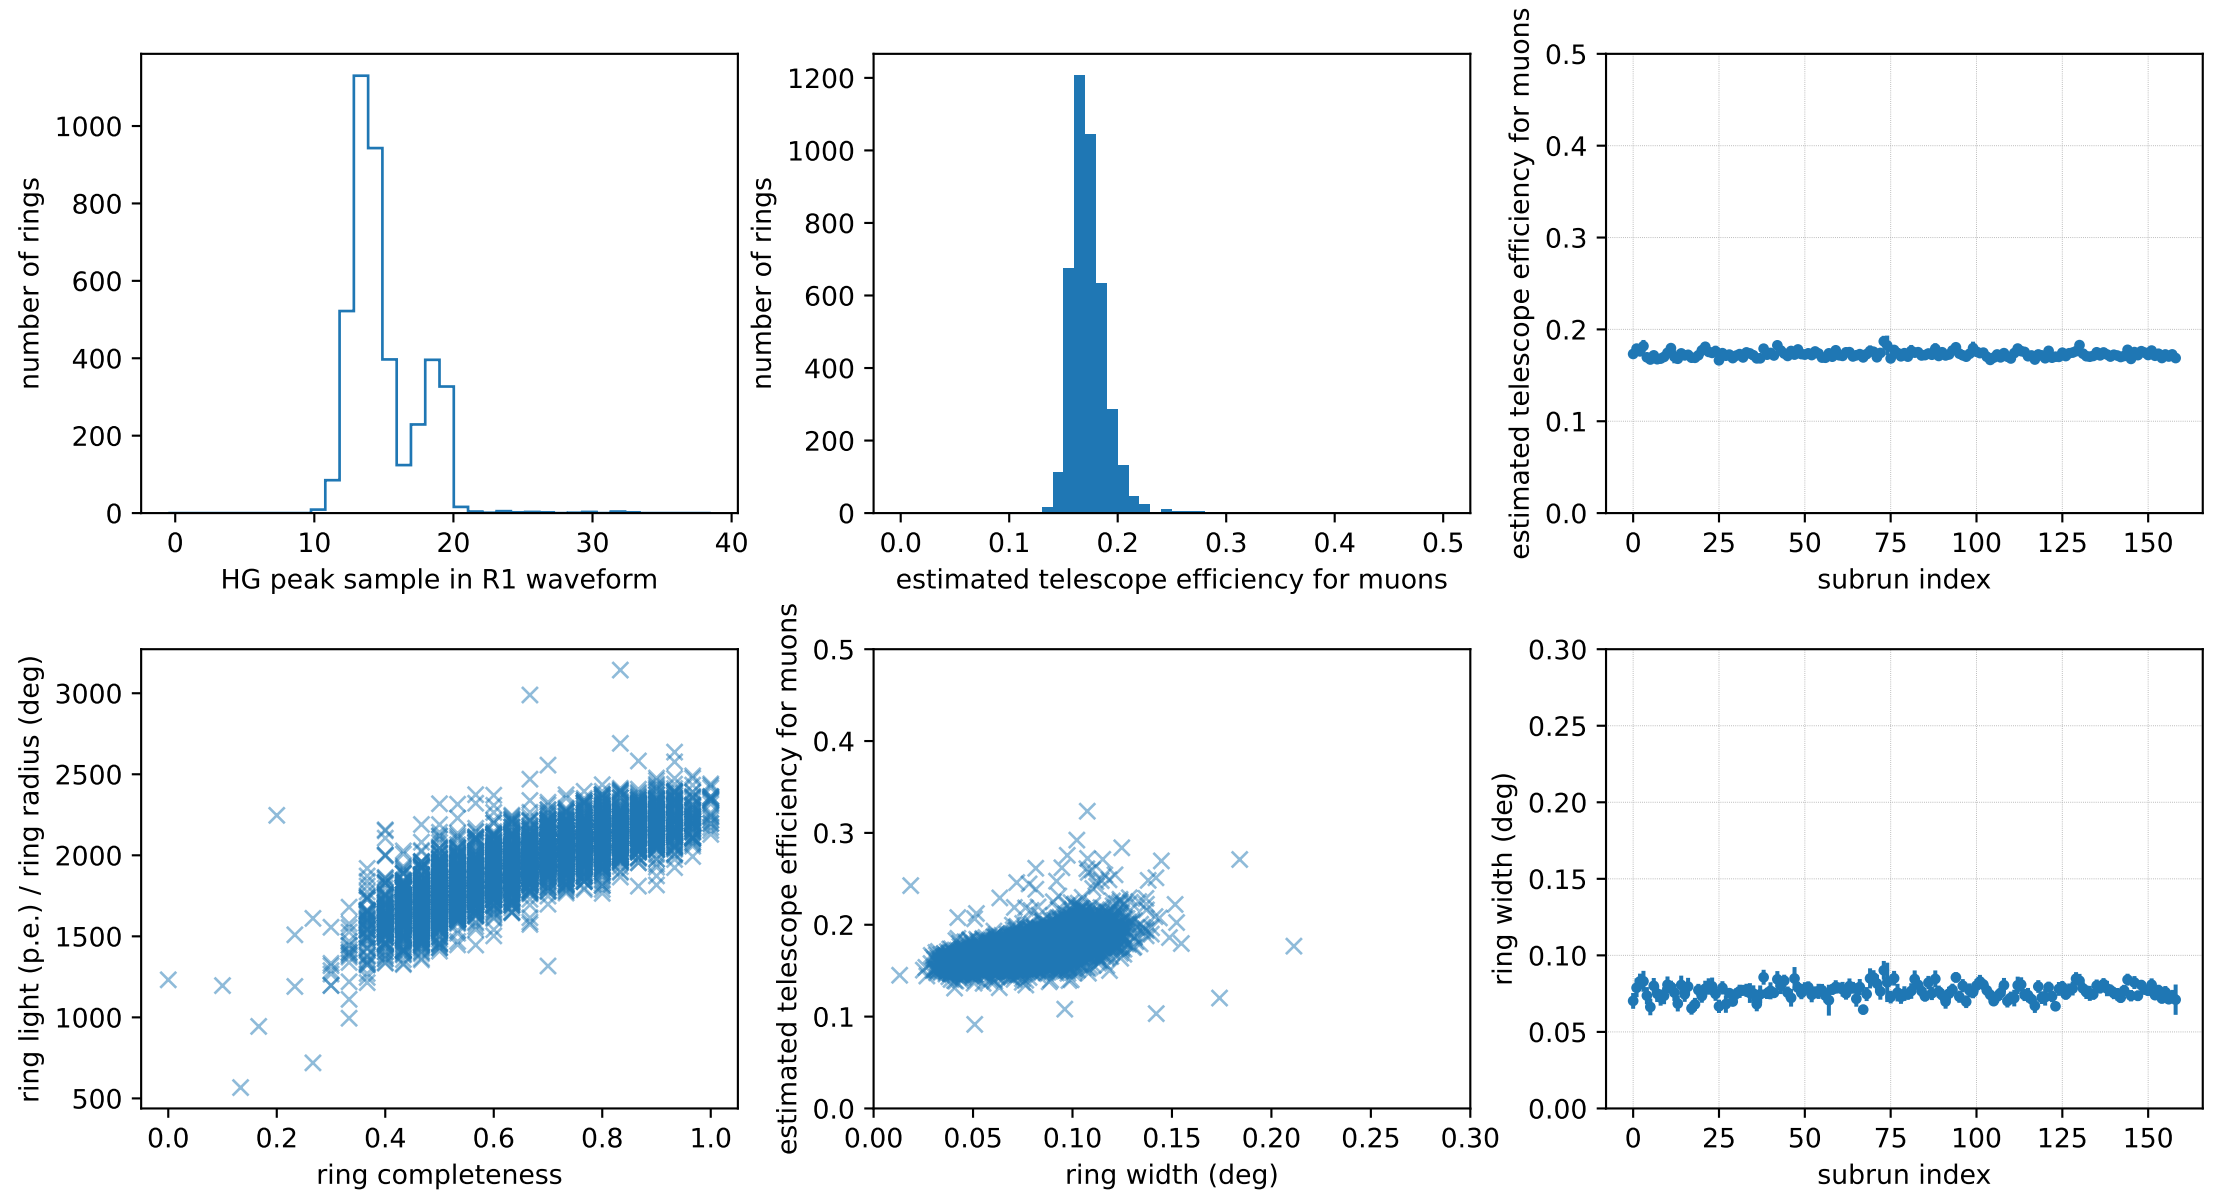 number of rings
1000
800
600
400
200
0
0 10 20 30 40
HG peak sample in R1 waveform
number of rings
1200
1000
800
600
400
200
0
0.0 0.1 0.2 0.3 0.4 0.5
estimated telescope efficiency for muons
estimated telescope efficiency for muons
0.5
0.4
0.3
0.2
0.1
0.0
0 25 50 75 100 125 150
subrun index
ring light (p.e.) / ring radius (deg)
3000
2500
2000
1500
1000
500
0.0 0.2 0.4 0.6 0.8 1.0
ring completeness
estimated telescope efficiency for muons
0.5
0.4
0.3
0.2
0.1
0.0
0.00 0.05 0.10 0.15 0.20 0.25 0.30
ring width (deg)
ring width (deg)
0.30
0.25
0.20
0.15
0.10
0.05
0.00
0 25 50 75 100 125 150
subrun index